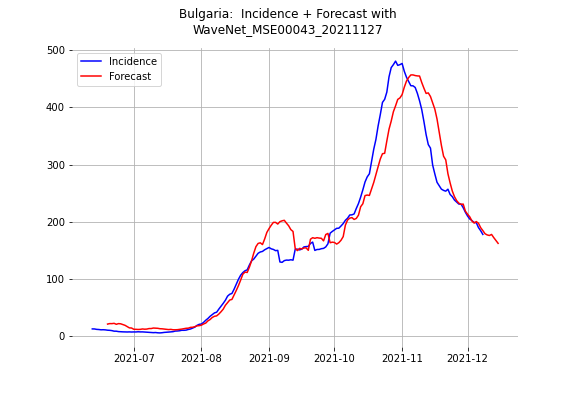 Bulgaria:  Incidence + Forecast with
WaveNet_MSE00043_20211127
500
400
300
200
100
0
Incidence
Forecast
2021-07 2021-08 2021-09 2021-10 2021-11 2021-12